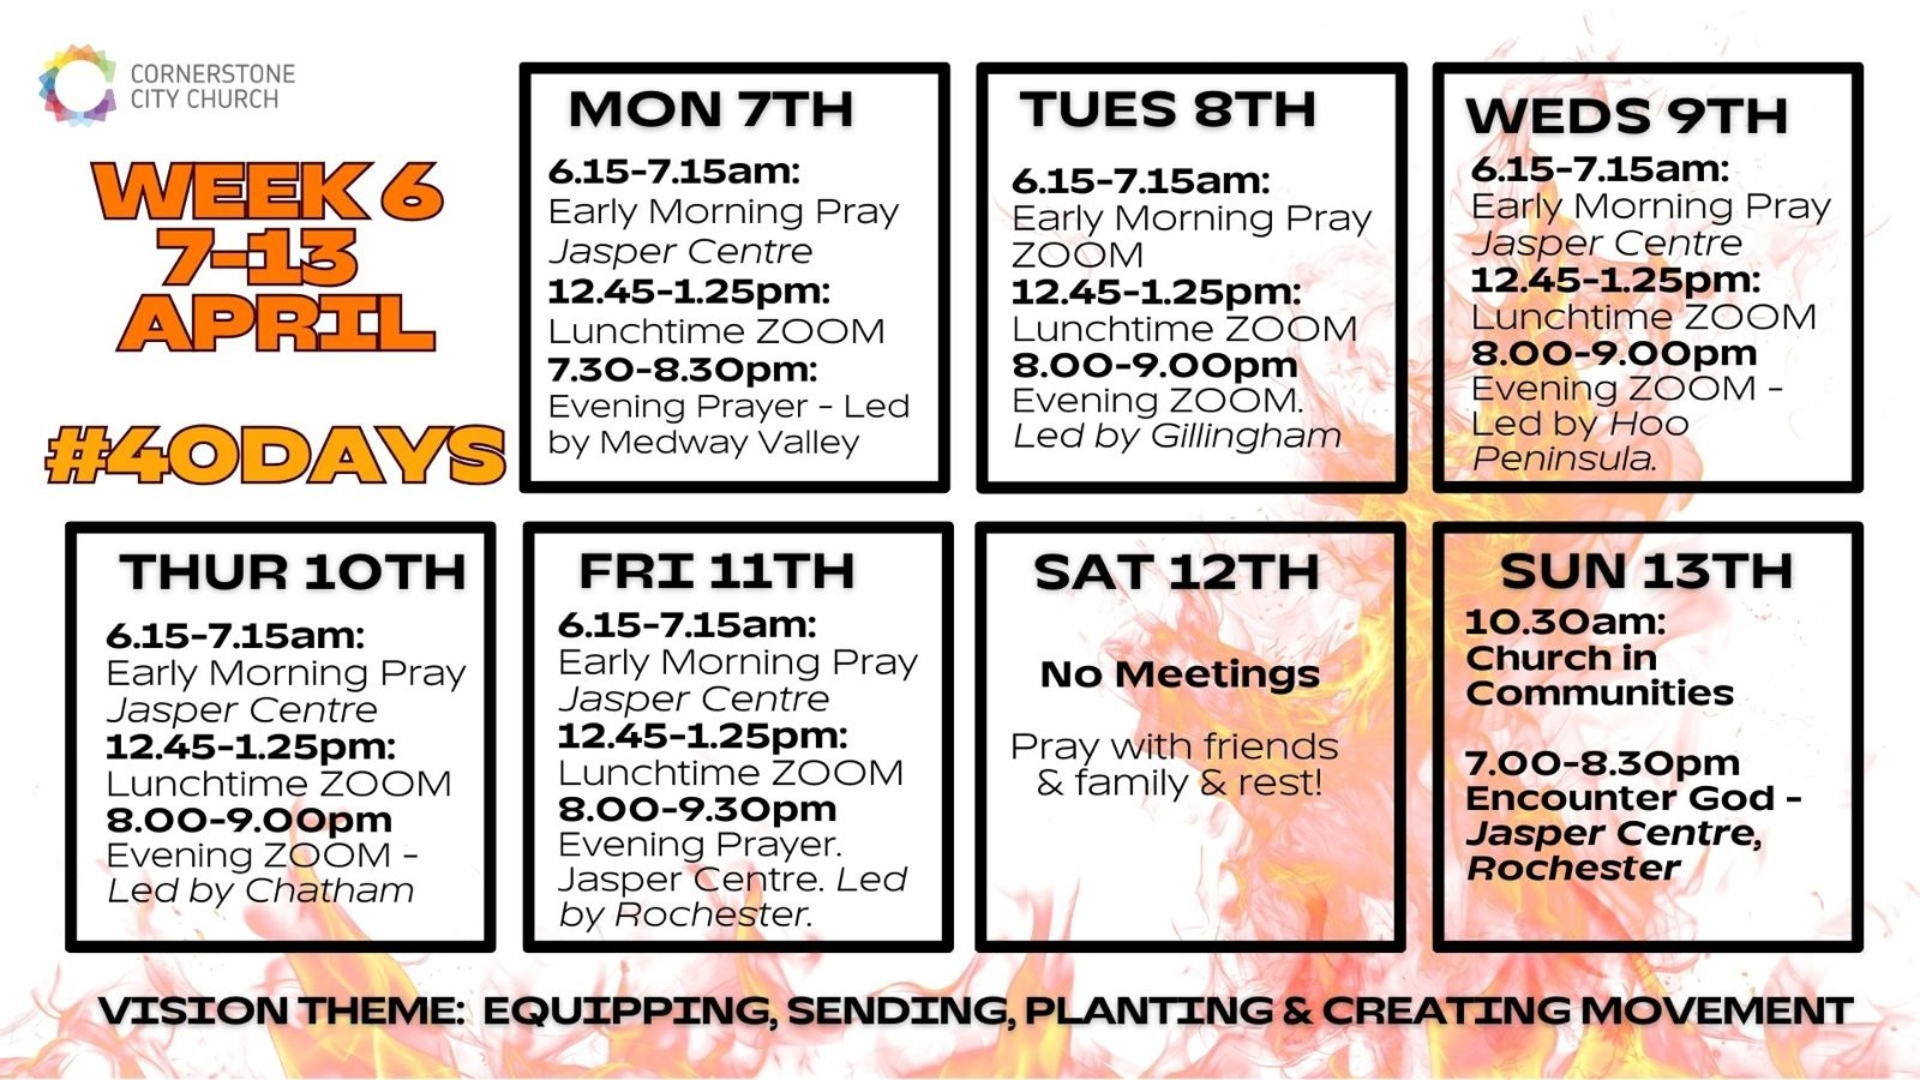 CORNERSTONE
CITY CHURCH
WEEK 6
7-13
APRIL
#40DAYS
MON 7TH
6.15-7.15am:
Early Morning Pray
Jasper Centre
12.45-1.25pm:
Lunchtime ZOOM
7.30-8.30pm:
Evening Prayer - Led
by Medway Valley
TUES 8TH
6.15-7.15am:
Early Morning Pray
ZOOM
12.45-1.25pm:
Lunchtime ZOOM
8.00-9.00pm
Evening ZOOM.
Led by Gillingham
WEDS 9TH
6.15-7.15am:
Early Morning Pray
Jasper Centre
12.45-1.25pm:
Lunchtime ZOOM
8.00-9.00pm
Evening ZOOM -
Led by Hoo
Peninsula.
THUR 10TH
6.15-7.15am:
Early Morning Pray
Jasper Centre
12.45-1.25pm:
Lunchtime ZOOM
8.00-9.00pm
Evening ZOOM -
Led by Chatham
FRI 11TH
6.15-7.15am:
Early Morning Pray
Jasper Centre
12.45-1.25pm:
Lunchtime ZOOM
8.00-9.30pm
Evening Prayer.
Jasper Centre. Led
by Rochester.
SAT 12TH
No Meetings
Pray with friends
& family & rest!
SUN 13TH
10.30am:
Church in
Communities
7.00-8.30pm
Encounter God -
Jasper Centre,
Rochester
VISION THEME: EQUIPPING, SENDING, PLANTING & CREATING MOVEMENT